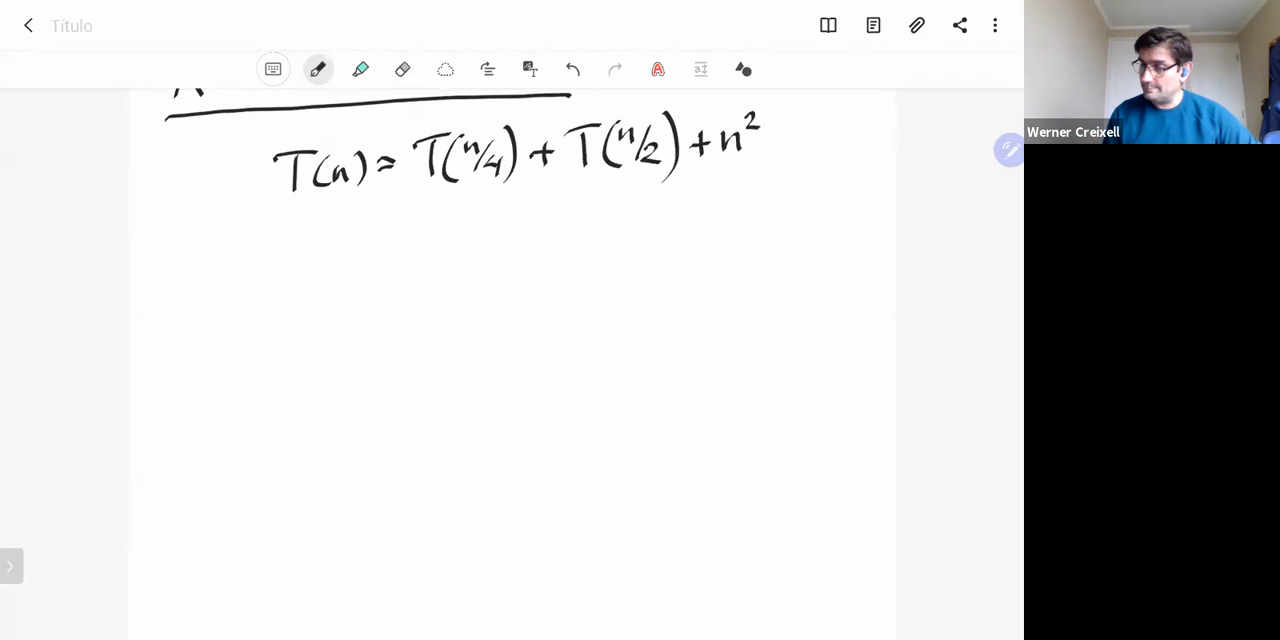 Título
T(n) = T(n/4) + T(n/2) + n²
Werner Creixell